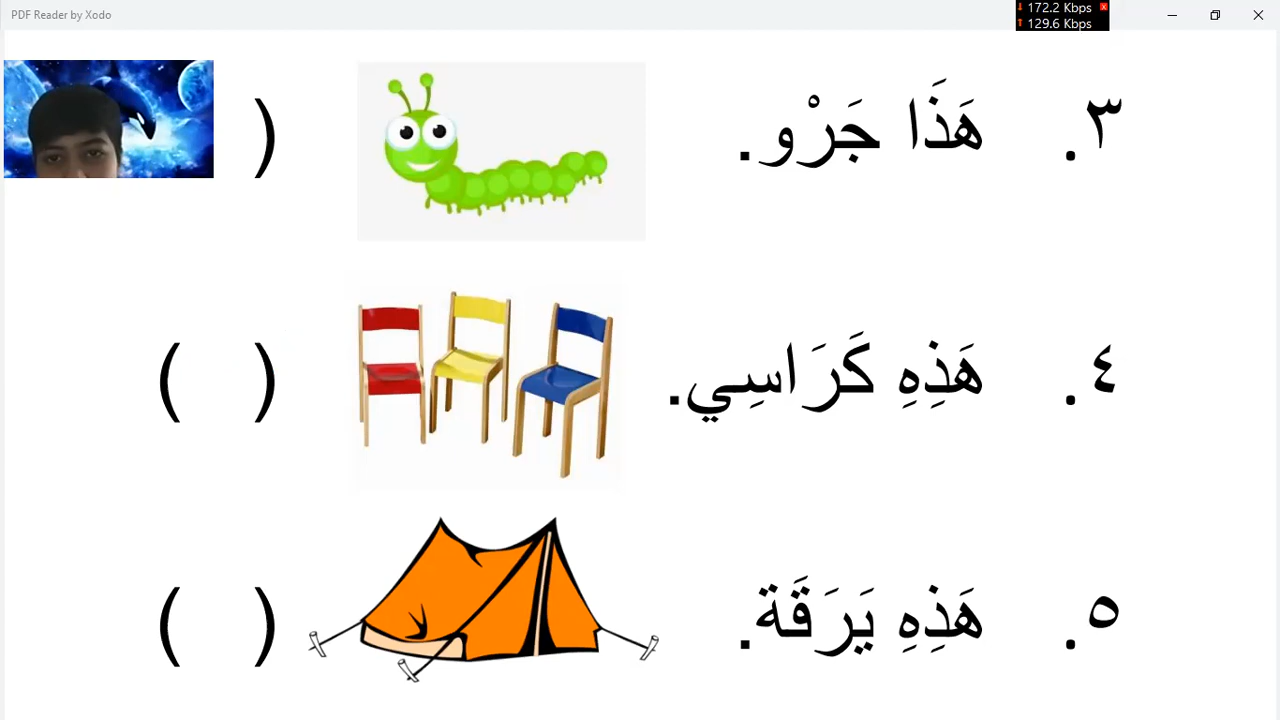 PDF Reader by Xodo
172.2 Kbps x
129.6 Kbps
٣. هَذَا جَرْو. (
٤. هَذِهِ كَرَاسِي. ( )
٥. هَذِهِ يَرَقَة. ( )